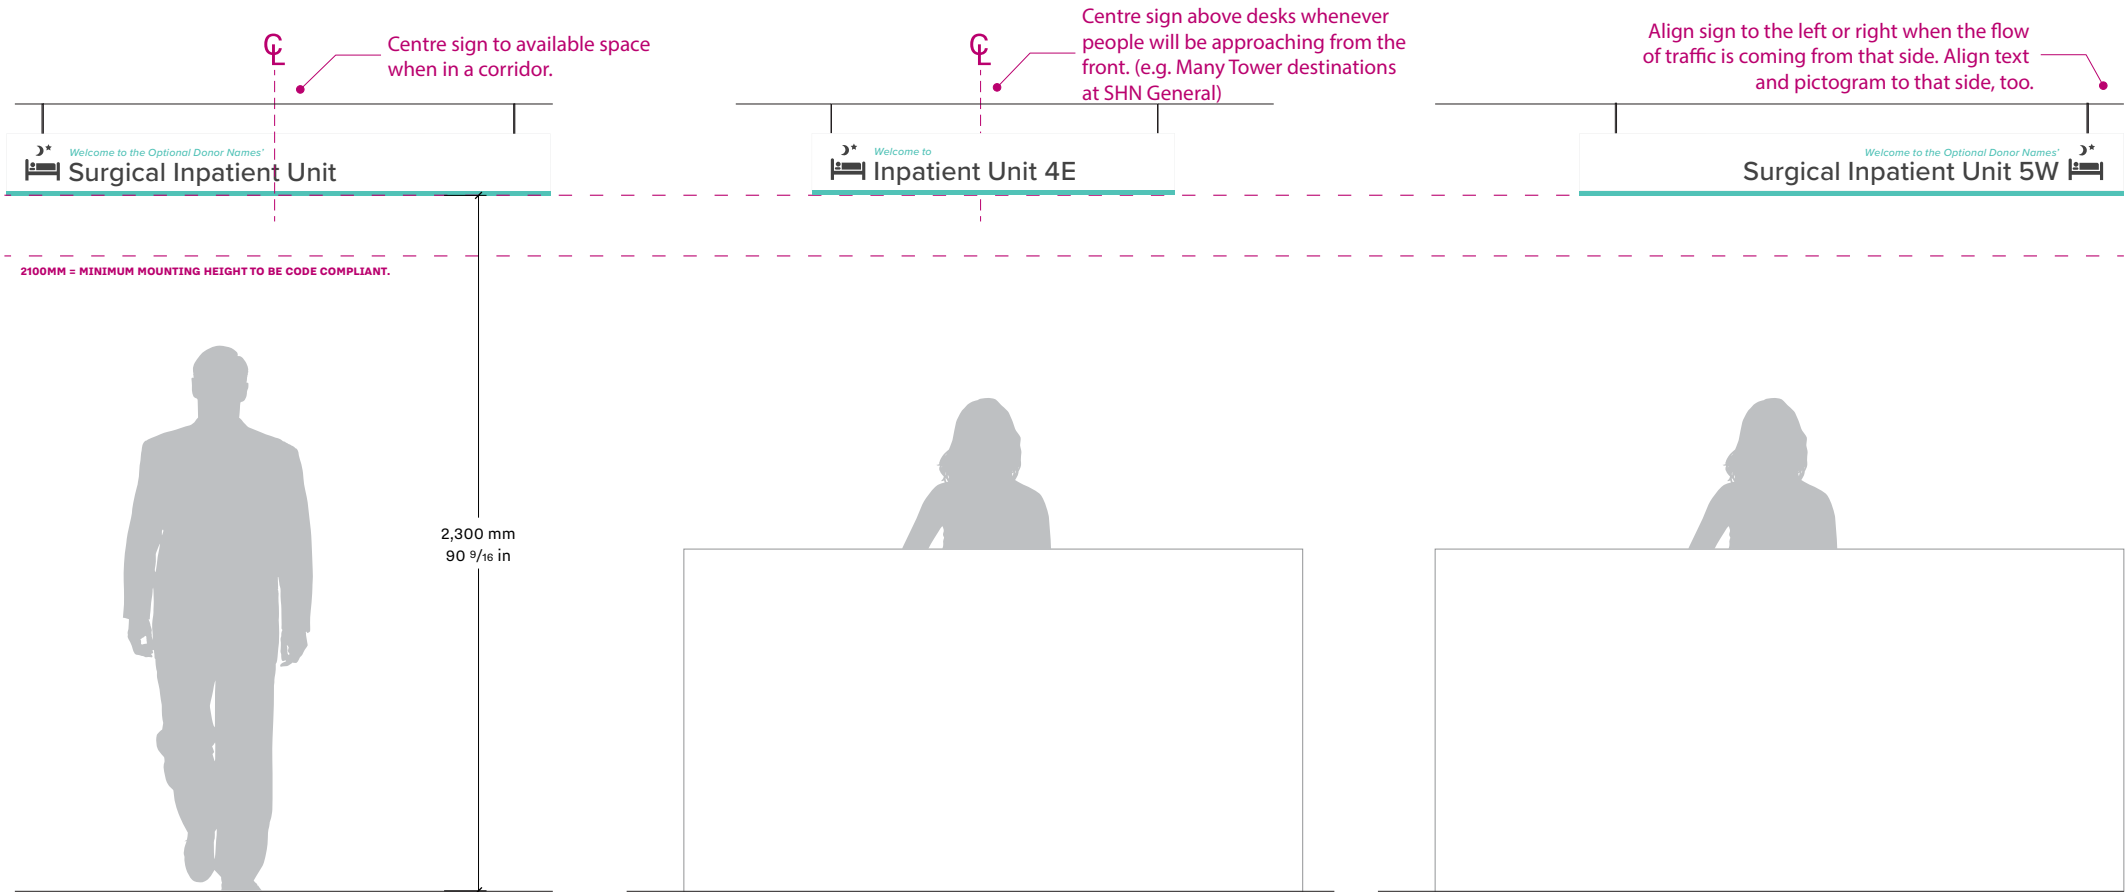 ℄
Centre sign to available space
when in a corridor.
Welcome to the Optional Donor Names'
Surgical Inpatient Unit
℄
Centre sign above desks whenever
people will be approaching from the
front. (e.g. Many Tower destinations
at SHN General)
Welcome to
Inpatient Unit 4E
Align sign to the left or right when the flow
of traffic is coming from that side. Align text
and pictogram to that side, too.
Welcome to the Optional Donor Names'
Surgical Inpatient Unit 5W
2100MM = MINIMUM MOUNTING HEIGHT TO BE CODE COMPLIANT.
2,300 mm
90 9/16 in